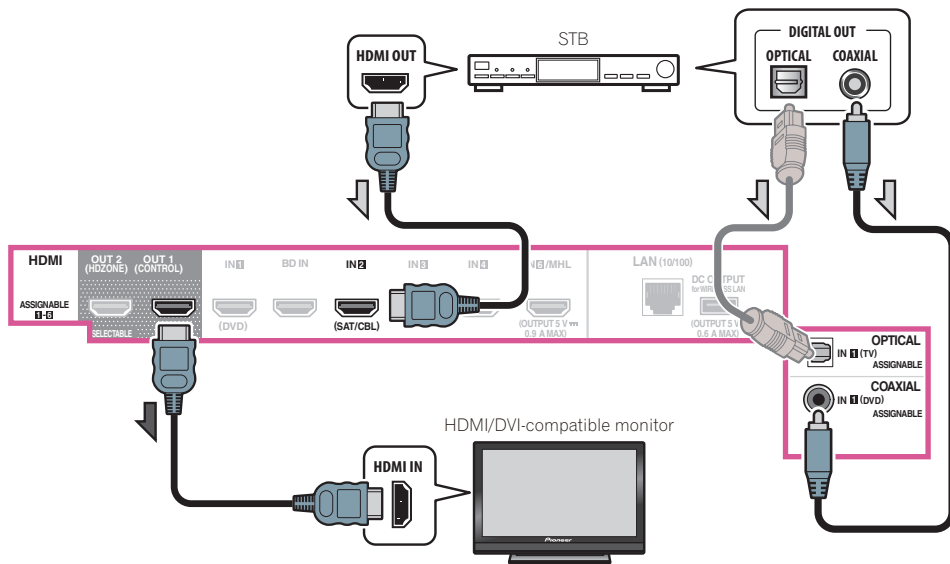 STB
HDMI OUT
DIGITAL OUT
OPTICAL
COAXIAL
HDMI
ASSIGNABLE
1-6
OUT 2
(HDZONE)
SELECTABLE
OUT 1
(CONTROL)
IN 1
(DVD)
BD IN
IN 2
(SAT/CBL)
IN 3
IN 4
6/MHL
(OUTPUT 5 V
0.9 A MAX)
LAN (10/100)
DC OUTPUT
for WIRELESS LAN
(OUTPUT 5 V
0.6 A MAX)
OPTICAL
IN 1 (TV)
ASSIGNABLE
COAXIAL
IN 1 (DVD)
ASSIGNABLE
HDMI/DVI-compatible monitor
HDMI IN
Pioneer